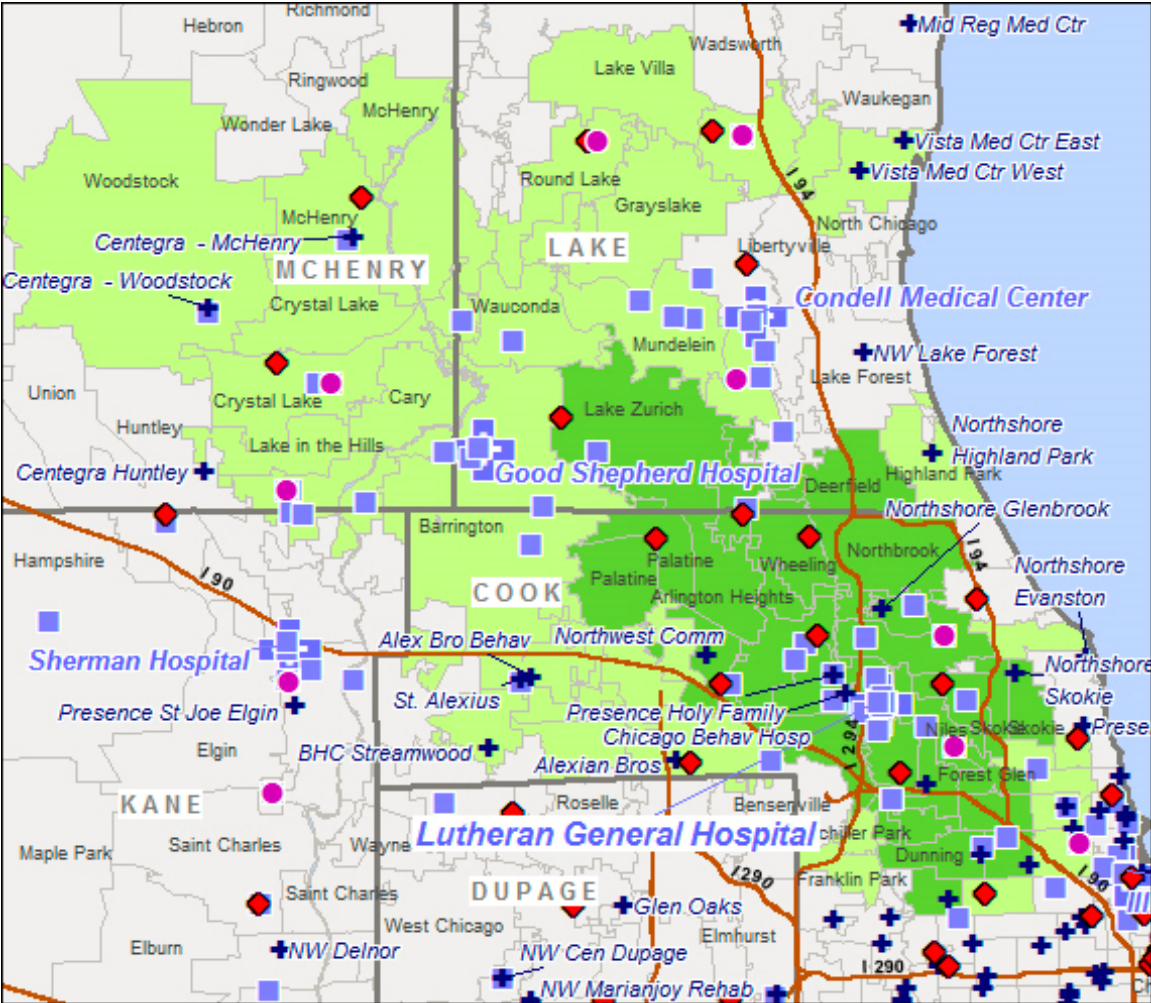 Richmond
Hebron
Mid Reg Med Ctr
Wadsworth
Lake Villa
Ringwood
McHenry
Waukegan
Wonder Lake
Vista Med Ctr East
Vista Med Ctr West
Woodstock
Round Lake
I 94
Grayslake
McHenry
North Chicago
Centegra - McHenry
LAKE
Libertyville
MCHENRY
Centegra - Woodstock
Crystal Lake
Wauconda
Condell Medical Center
Mundelein
NW Lake Forest
Lake Forest
Union
Crystal Lake
Cary
Lake Zurich
Huntley
Lake in the Hills
Northshore
Highland Park
Centegra Huntley
Good Shepherd Hospital
Highland Park
Deerfield
Northshore Glenbrook
Barrington
Hampshire
I 90
Palatine
Palatine
Wheeling
Northbrook
I 94
Northshore
Evanston
COOK
Arlington Heights
Alex Bro Behav
Northwest Comm
Sherman Hospital
Northshore
Skokie
St. Alexius
Presence Holy Family
Presence St Joe Elgin
Chicago Behav Hosp
Niles
Skokie
Skokie
Prese
Elgin
BHC Streamwood
Alexian Bros
I 294
Forest Glen
KANE
Roselle
Bensenville
Saint Charles
Wayne
Lutheran General Hospital
chiller Park
Maple Park
Dunning
I 290
Franklin Park
I 90
Saint Charles
DUPAGE
Ill
West Chicago
Glen Oaks
Elburn
NW Delnor
Elmhurst
NW Cen Dupage
I 290
NW Marianjoy Rehab
Ch